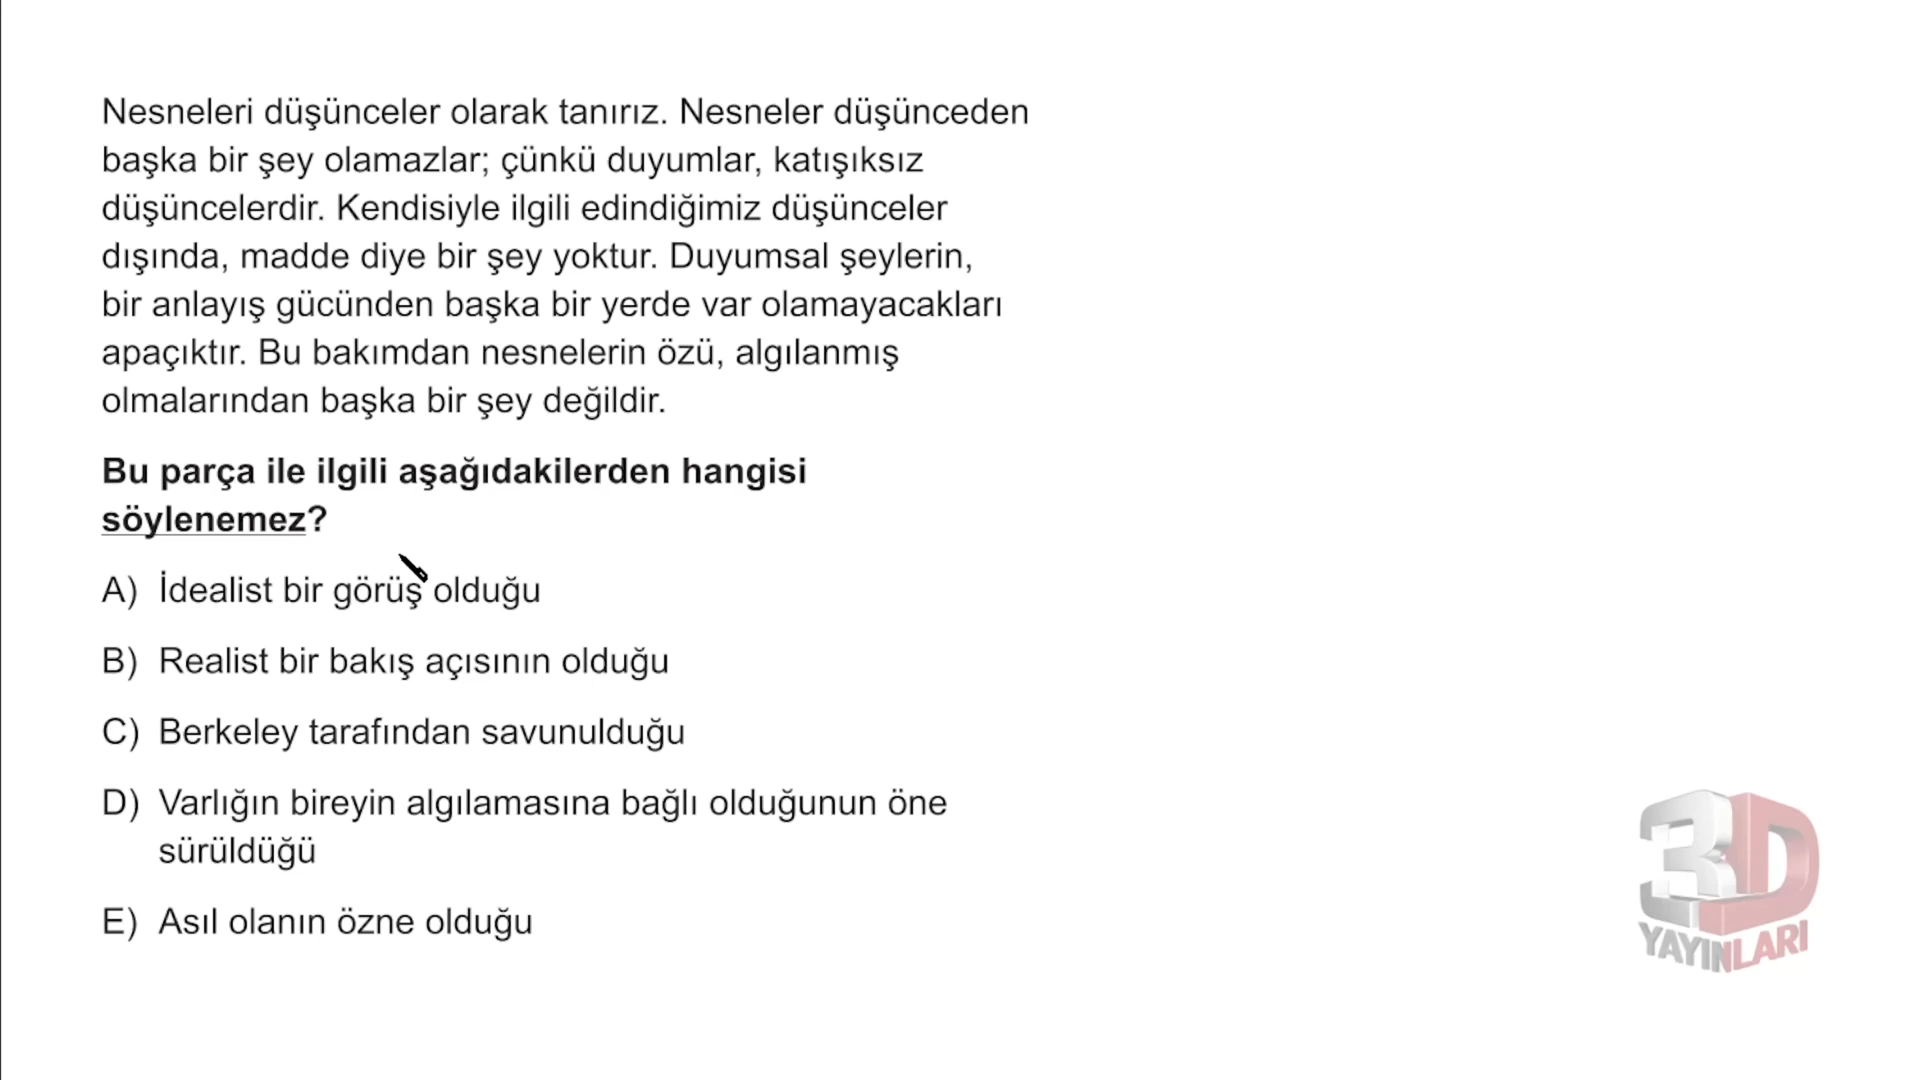 Nesneleri düşünceler olarak tanırız. Nesneler düşünceden
başka bir şey olamazlar; çünkü duyumlar, katışıksız
düşüncelerdir. Kendisiyle ilgili edindiğimiz düşünceler
dışında, madde diye bir şey yoktur. Duyumsal şeylerin,
bir anlayış gücünden başka bir yerde var olamayacakları
apaçıktır. Bu bakımdan nesnelerin özü, algılanmış
olmalarından başka bir şey değildir.
Bu parça ile ilgili aşağıdakilerden hangisi
söylenemez?
A) İdealist bir görüş olduğu
B) Realist bir bakış açısının olduğu
C) Berkeley tarafından savunulduğu
D) Varlığın bireyin algılamasına bağlı olduğunun öne
sürüldüğü
E) Asıl olanın özne olduğu
3D
YAYINLARI